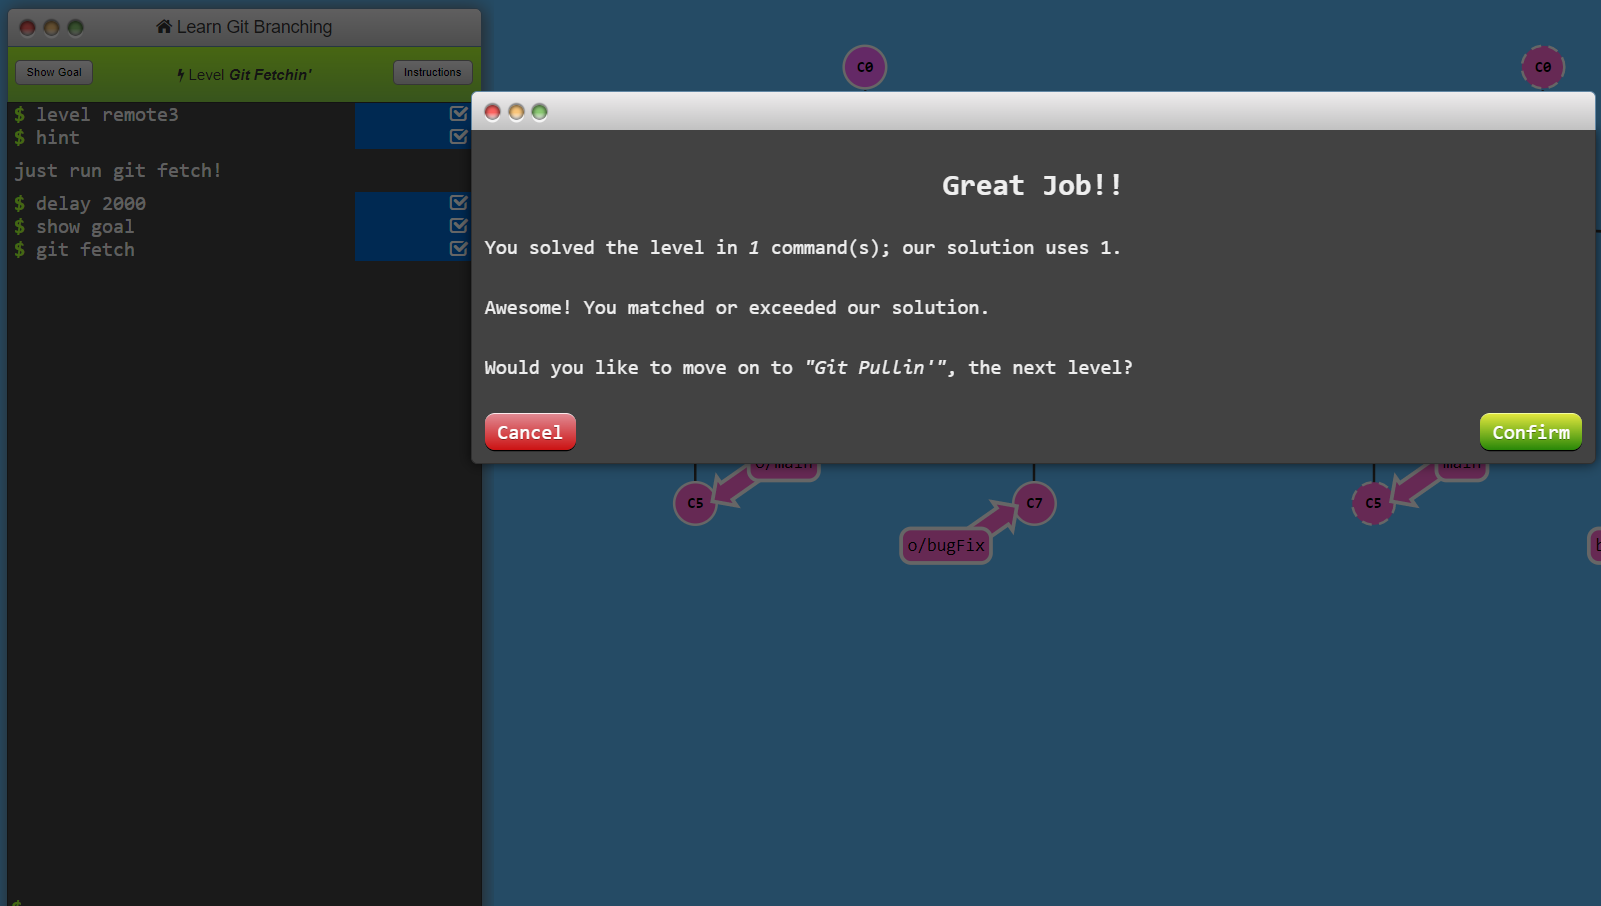 Learn Git Branching
Show Goal
Level Git Fetchin'
Instructions
$ level remote3
$ hint
just run git fetch!
$ delay 2000
$ show goal
$ git fetch
$
C0
C0
Great Job!!
You solved the level in 1 command(s); our solution uses 1.
Awesome! You matched or exceeded our solution.
Would you like to move on to "Git Pullin'", the next level?
Cancel
Confirm
o/main
main
C5
C7
C5
o/bugFix